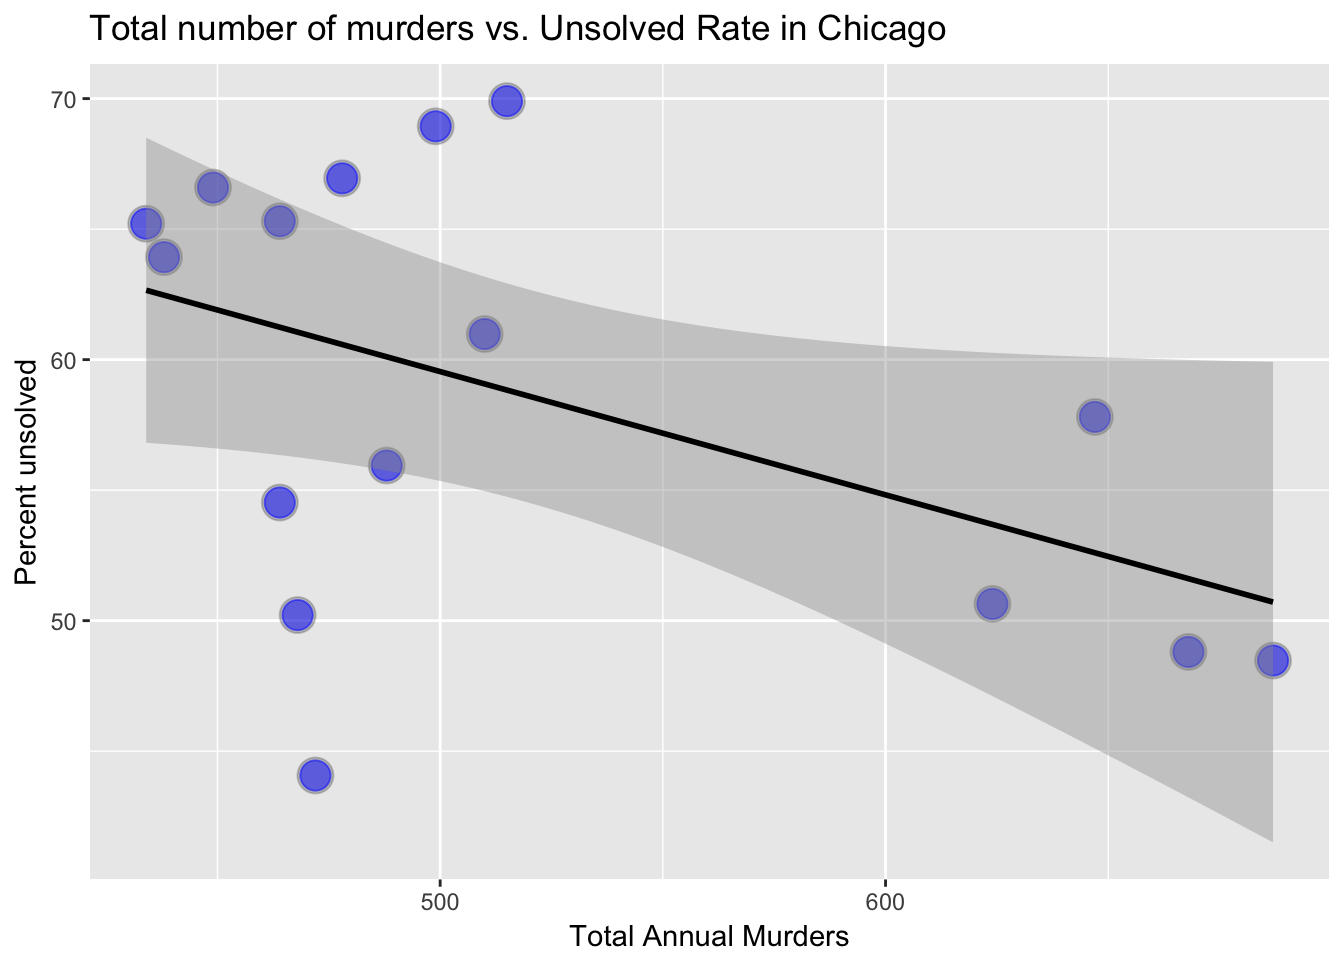 Total number of murders vs. Unsolved Rate in Chicago
70
60
50
Percent unsolved
500
600
Total Annual Murders